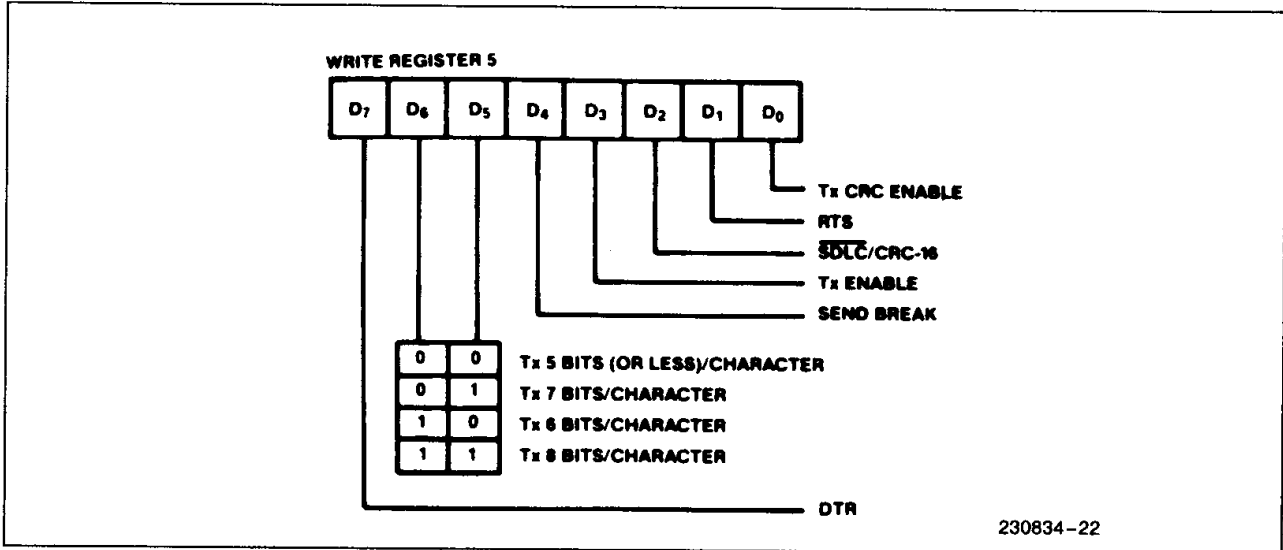 WRITE REGISTER 5
D7 D6 D5 D4 D3 D2 D1 D0
Tx CRC ENABLE
RTS
S̅D̅L̅C̅/CRC-16
Tx ENABLE
SEND BREAK
0 0 Tx 5 BITS (OR LESS)/CHARACTER
0 1 Tx 7 BITS/CHARACTER
1 0 Tx 6 BITS/CHARACTER
1 1 Tx 8 BITS/CHARACTER
DTR
230834-22